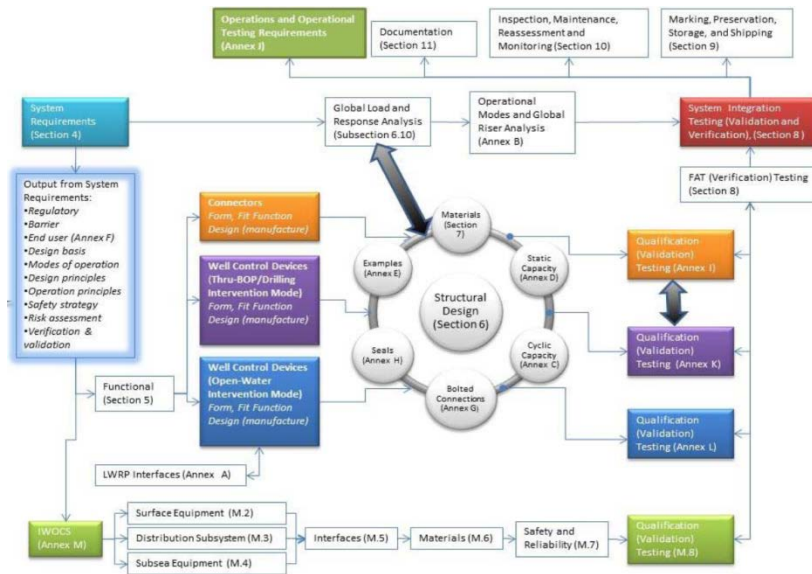 Operations and Operational
Testing Requirements
(Annex J)
Documentation
(Section 11)
Inspection, Maintenance,
Reassessment and
Monitoring (Section 10)
Marking, Preservation,
Storage, and Shipping
(Section 9)
System
Requirements
(Section 4)
Global Load and
Response Analysis
(Subsection 6.10)
Operational
Modes and Global
Riser Analysis
(Annex B)
System Integration
Testing (Validation and
Verification), (Section 8 )
FAT (Verification) Testing
(Section 8)
Output from System
Requirements:
•Regulatory
•Barrier
•End user (Annex F)
•Design basis
•Modes of operation
•Design principles
•Operation principles
•Safety strategy
•Risk assessment
•Verification &
validation
Connectors
Form, Fit Function
Design (manufacture)
Well Control Devices
(Thru-BOP/Drilling
Intervention Mode)
Form, Fit Function
Design (manufacture)
Well Control Devices
(Open-Water
Intervention Mode)
Form, Fit Function
Design (manufacture)
Functional
(Section 5)
LWRP Interfaces (Annex A)
Materials
(Section
7)
Examples
(Annex E)
Static
Capacity
(Annex D)
Structural
Design
(Section 6)
Seals
(Annex H)
Cyclic
Capacity
(Annex C)
Bolted
Connections
(Annex G)
Qualification
(Validation)
Testing (Annex I)
Qualification
(Validation)
Testing (Annex K)
Qualification
(Validation)
Testing (Annex L)
IWOCS
(Annex M)
Surface Equipment (M.2)
Distribution Subsystem (M.3)
Subsea Equipment (M.4)
Interfaces (M.5)
Materials (M.6)
Safety and
Reliability (M.7)
Qualification
(Validation)
Testing (M.8)